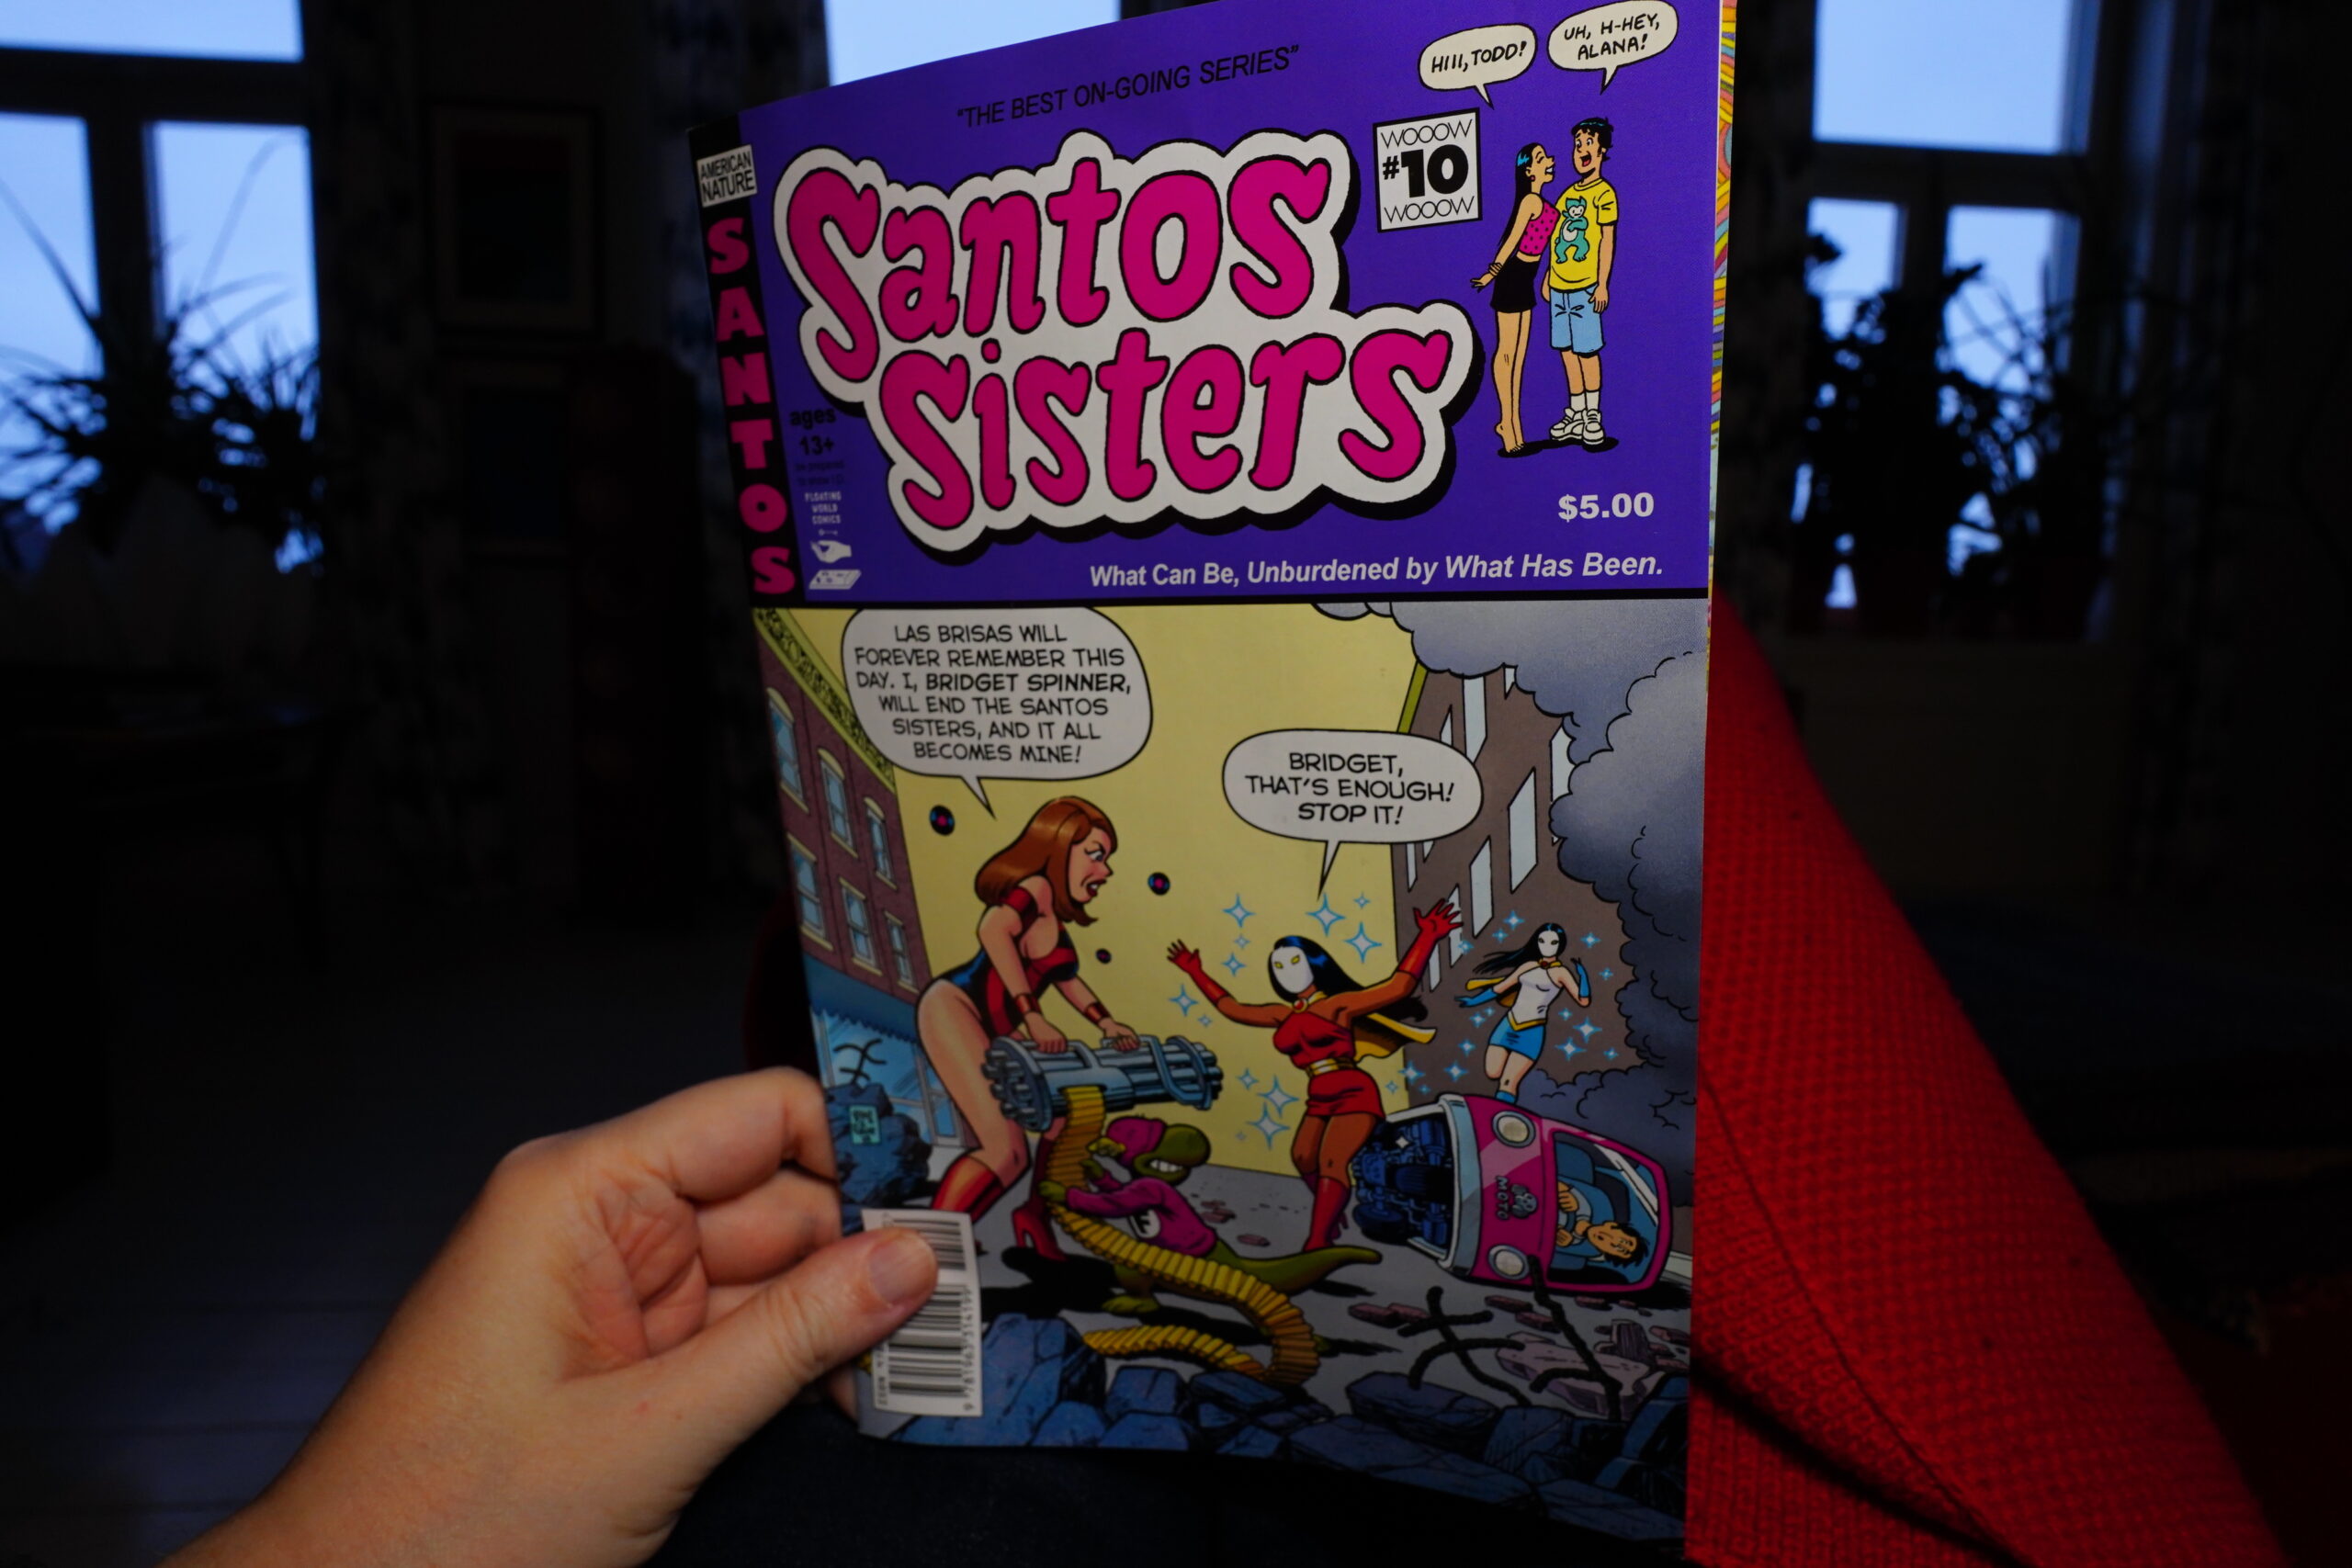 "THE BEST ON-GOING SERIES"
HIII, TODD!
UH, H-HEY,
ALANA!
AMERICAN
NATURE
SANTOS
Santos
Sisters
WOOOW
#10
WOOOW
ages
13+
FLOATING
WORLD
COMICS
$5.00
What Can Be, Unburdened by What Has Been.
LAS BRISAS WILL
FOREVER REMEMBER THIS
DAY. I, BRIDGET SPINNER,
WILL END THE SANTOS
SISTERS, AND IT ALL
BECOMES MINE!
BRIDGET,
THAT'S ENOUGH!
STOP IT!
MOTO
F